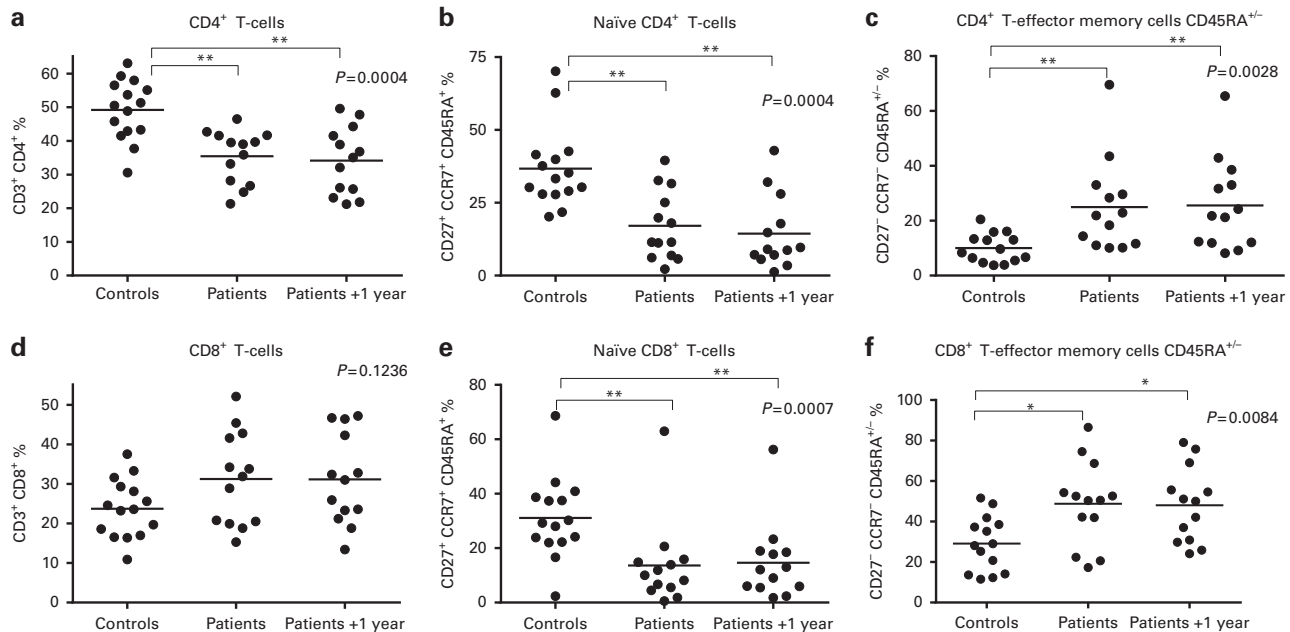 a
CD4⁺ T-cells
CD3⁺ CD4⁺ %
60
50
40
30
20
10
0
**
**
P=0.0004
Controls Patients Patients +1 year
b
Naïve CD4⁺ T-cells
CD27⁺ CCR7⁺ CD45RA⁺ %
75
50
25
0
**
**
P=0.0004
Controls Patients Patients +1 year
c
CD4⁺ T-effector memory cells CD45RA⁺/⁻
CD27⁻ CCR7⁻ CD45RA⁺/⁻ %
80
60
40
20
0
**
**
P=0.0028
Controls Patients Patients +1 year
d
CD8⁺ T-cells
CD3⁺ CD8⁺ %
50
40
30
20
10
0
P=0.1236
Controls Patients Patients +1 year
e
Naïve CD8⁺ T-cells
CD27⁺ CCR7⁺ CD45RA⁺ %
80
60
40
20
0
**
**
P=0.0007
Controls Patients Patients +1 year
f
CD8⁺ T-effector memory cells CD45RA⁺/⁻
CD27⁻ CCR7⁻ CD45RA⁺/⁻ %
100
80
60
40
20
0
*
*
P=0.0084
Controls Patients Patients +1 year